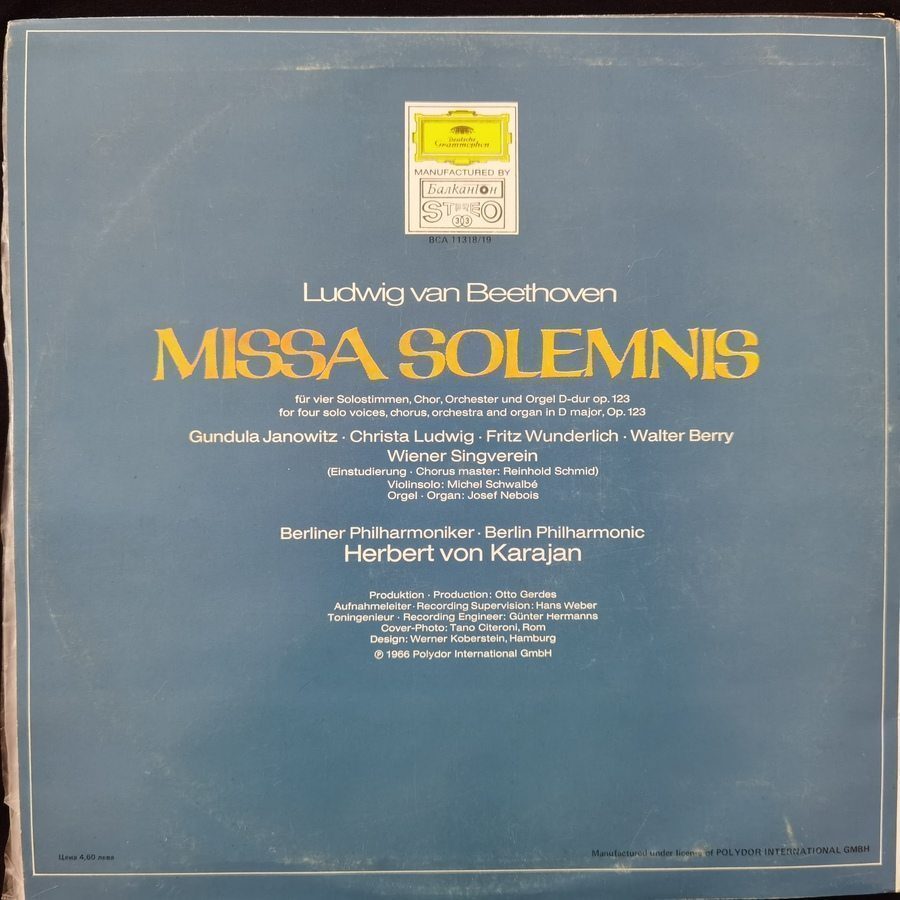 Deutsche
Grammophon
MANUFACTURED BY
Балкантон
STEREO
33
BCA 11318/19
Ludwig van Beethoven
MISSA SOLEMNIS
für vier Solostimmen, Chor, Orchester und Orgel D-dur op. 123
for four solo voices, chorus, orchestra and organ in D major, Op. 123
Gundula Janowitz · Christa Ludwig · Fritz Wunderlich · Walter Berry
Wiener Singverein
(Einstudierung · Chorus master: Reinhold Schmid)
Violinsolo: Michel Schwalbé
Orgel · Organ: Josef Nebois
Berliner Philharmoniker · Berlin Philharmonic
Herbert von Karajan
Produktion · Production: Otto Gerdes
Aufnahmeleiter · Recording Supervision: Hans Weber
Toningenieur · Recording Engineer: Günter Hermanns
Cover-Photo: Tano Citeroni, Rom
Design: Werner Koberstein, Hamburg
℗ 1966 Polydor International GmbH
Цена 4,60 лева
Manufactured under licens of POLYDOR INTERNATIONAL GMBH